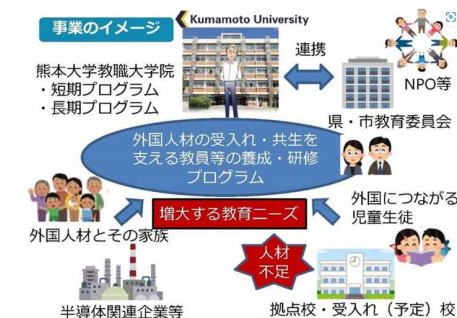 事業のイメージ
Kumamoto University
熊本大学教職大学院
・短期プログラム
・長期プログラム
連携
NPO等
県・市教育委員会
外国人材の受入れ・共生を
支える教員等の養成・研修
プログラム
外国につながる
児童生徒
増大する教育ニーズ
外国人材とその家族
人材
不足
半導体関連企業等
拠点校・受入れ（予定）校